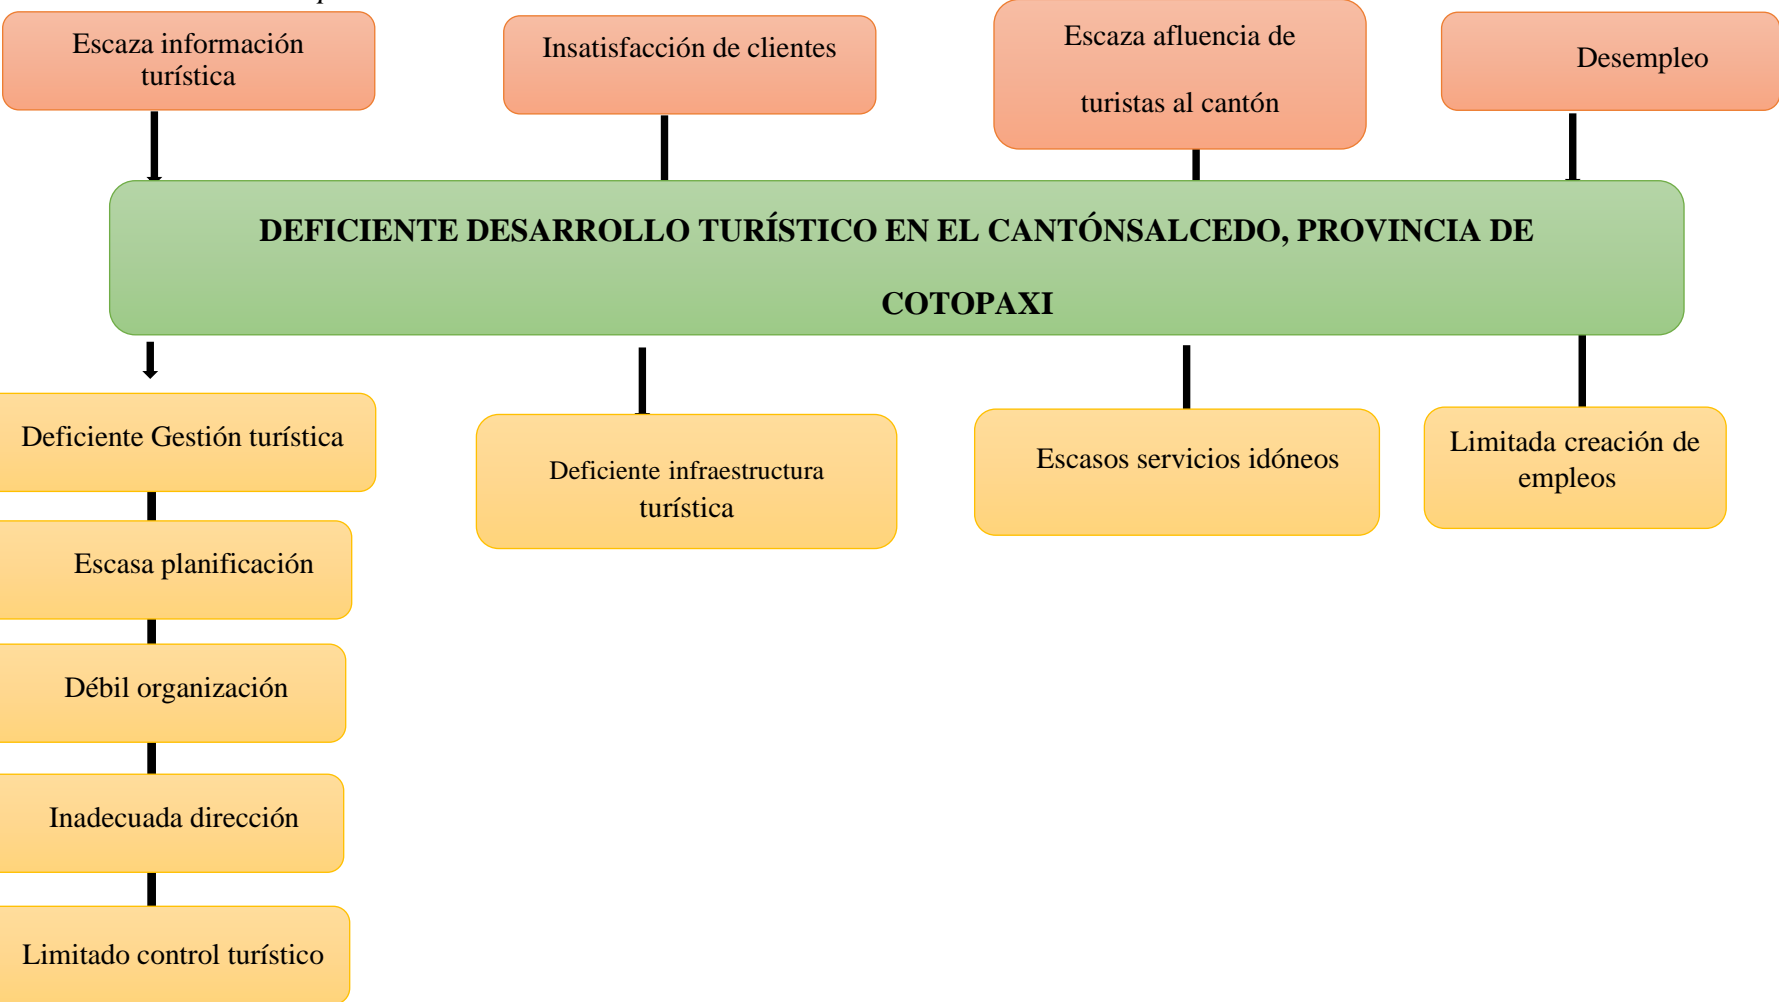 Escaza información
turística
Insatisfacción de clientes
Escaza afluencia de
turistas al cantón
Desempleo
DEFICIENTE DESARROLLO TURÍSTICO EN EL CANTÓNSALCEDO, PROVINCIA DE
COTOPAXI
Deficiente Gestión turística
Deficiente infraestructura
turística
Escasos servicios idóneos
Limitada creación de
empleos
Escasa planificación
Débil organización
Inadecuada dirección
Limitado control turístico